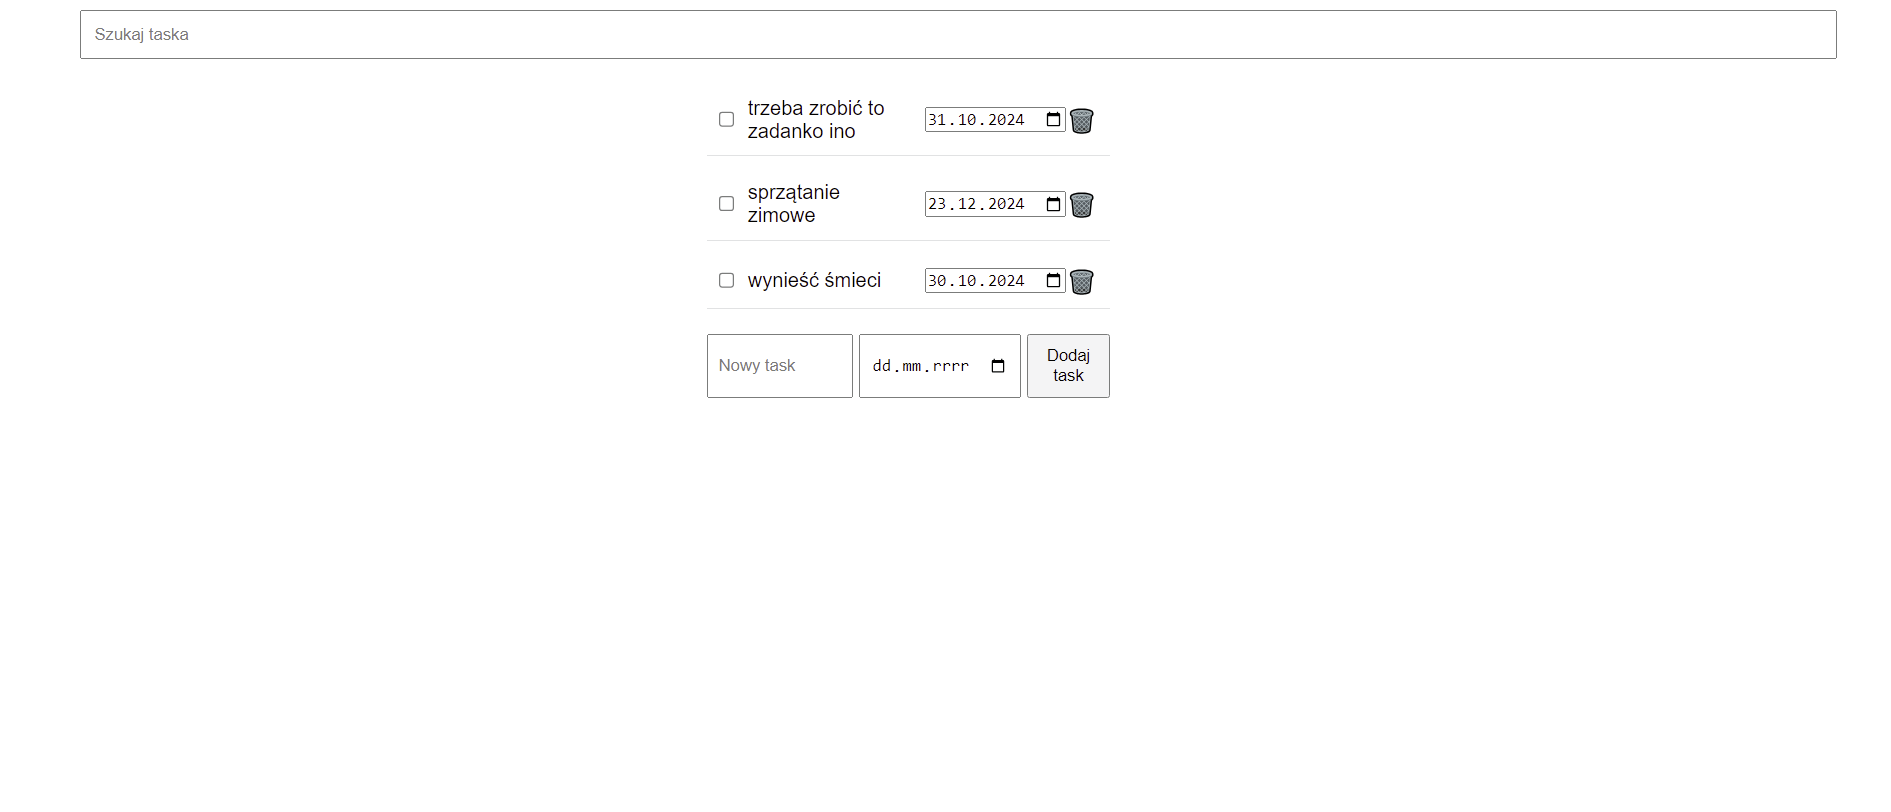 Szukaj taska
trzeba zrobić to
zadanko ino
31.10.2024
sprzątanie
zimowe
23.12.2024
wynieść śmieci
30.10.2024
Nowy task
dd.mm.rrrr
Dodaj
task